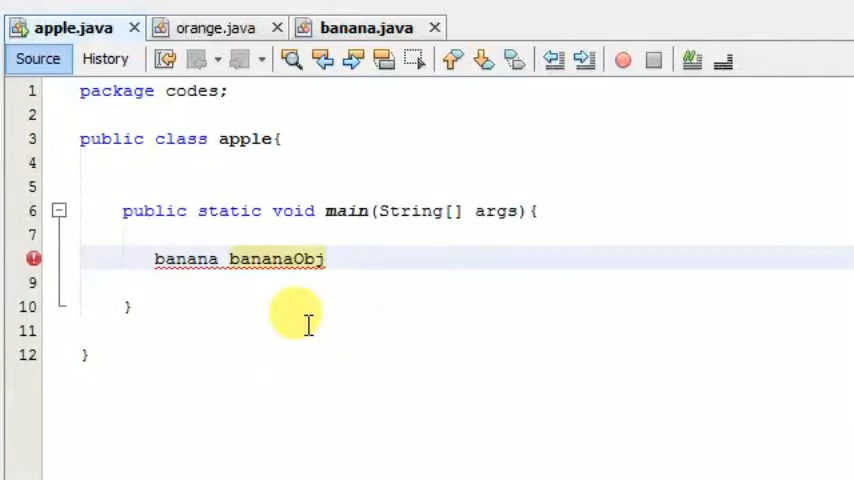 apple.java orange.java banana.java
Source History
1 package codes;
2
3 public class apple{
4
5
6 public static void main(String[] args){
7
banana bananaObj
9
10 }
11
12 }